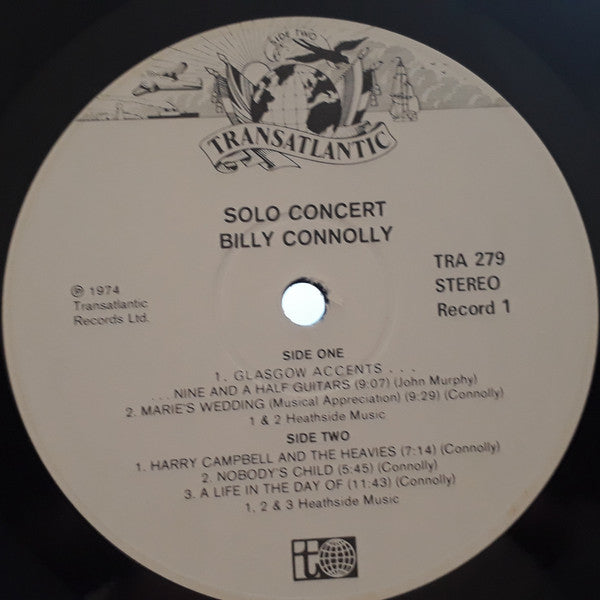 SIDE TWO
TRANSATLANTIC
SOLO CONCERT
BILLY CONNOLLY
℗ 1974
Transatlantic
Records Ltd.
TRA 279
STEREO
Record 1
SIDE ONE
1. GLASGOW ACCENTS . . .
. . . NINE AND A HALF GUITARS (9:07) (John Murphy)
2. MARIE'S WEDDING (Musical Appreciation) (9:29) (Connolly)
1 & 2 Heathside Music
SIDE TWO
1. HARRY CAMPBELL AND THE HEAVIES (7:14) (Connolly)
2. NOBODY'S CHILD (5:45) (Connolly)
3. A LIFE IN THE DAY OF (11:43) (Connolly)
1, 2 & 3 Heathside Music